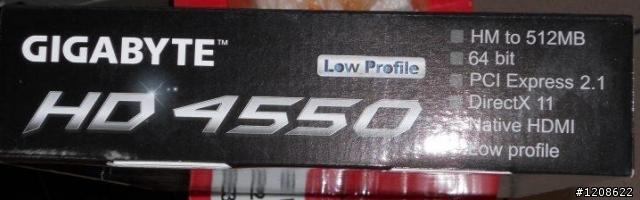 GIGABYTE™
Low Profile
HD 4550
HM to 512MB
64 bit
PCI Express 2.1
DirectX 11
Native HDMI
Low profile
#1208622